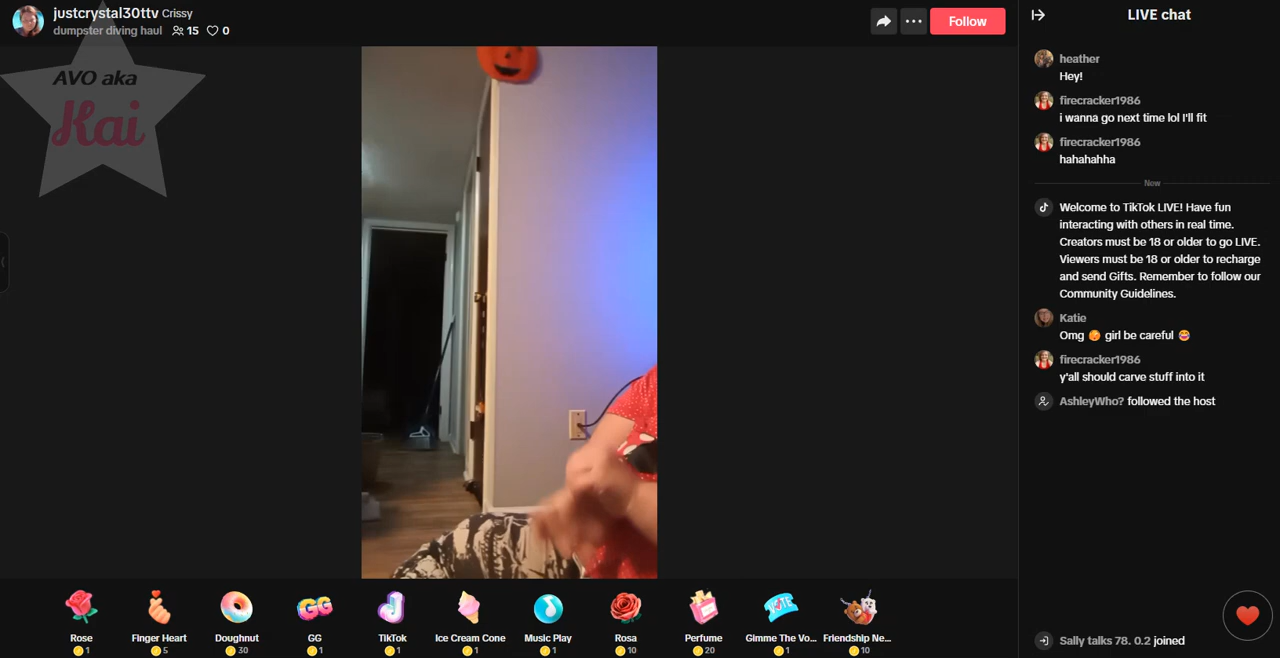 justcrystal30ttv Crissy
dumpster diving haul 15 0
Follow
LIVE chat
AVO aka
Kai
heather
Hey!
firecracker1986
i wanna go next time lol I'll fit
firecracker1986
hahahahha
New
Welcome to TikTok LIVE! Have fun
interacting with others in real time.
Creators must be 18 or older to go LIVE.
Viewers must be 18 or older to recharge
and send Gifts. Remember to follow our
Community Guidelines.
Katie
Omg 🥵 girl be careful 😂
firecracker1986
y'all should carve stuff into it
AshleyWho? followed the host
Sally talks 78. 0.2 joined
GG
Rose
1
Finger Heart
5
Doughnut
30
GG
1
TikTok
1
Ice Cream Cone
1
Music Play
1
Rosa
10
Perfume
20
Gimme The Vo...
1
Friendship Ne...
10